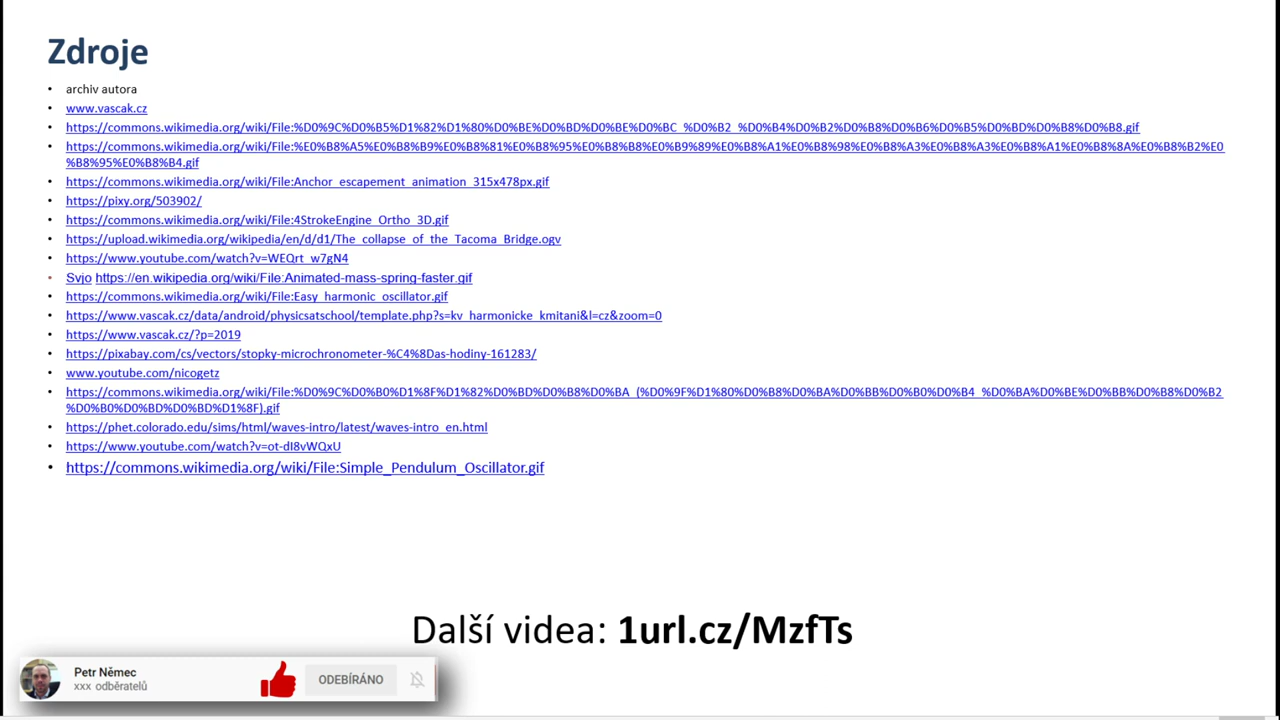 Zdroje
• archiv autora
• www.vascak.cz
• https://commons.wikimedia.org/wiki/File:%D0%9C%D0%B5%D1%82%D1%80%D0%BE%D0%BD%D0%BE%D0%BC_%D0%B2_%D0%B4%D0%B2%D0%B8%D0%B6%D0%B5%D0%BD%D0%B8%D0%B8.gif
• https://commons.wikimedia.org/wiki/File:%E0%B8%A5%E0%B8%B9%E0%B8%81%E0%B8%95%E0%B8%B8%E0%B9%89%E0%B8%A1%E0%B8%98%E0%B8%A3%E0%B8%A3%E0%B8%A1%E0%B8%8A%E0%B8%B2%E0
%B8%95%E0%B8%B4.gif
• https://commons.wikimedia.org/wiki/File:Anchor_escapement_animation_315x478px.gif
• https://pixy.org/503902/
• https://commons.wikimedia.org/wiki/File:4StrokeEngine_Ortho_3D.gif
• https://upload.wikimedia.org/wikipedia/en/d/d1/The_collapse_of_the_Tacoma_Bridge.ogv
• https://www.youtube.com/watch?v=WEQrt_w7gN4
• Svjo https://en.wikipedia.org/wiki/File:Animated-mass-spring-faster.gif
• https://commons.wikimedia.org/wiki/File:Easy_harmonic_oscillator.gif
• https://www.vascak.cz/data/android/physicsatschool/template.php?s=kv_harmonicke_kmitani&l=cz&zoom=0
• https://www.vascak.cz/?p=2019
• https://pixabay.com/cs/vectors/stopky-microchronometer-%C4%8Das-hodiny-161283/
• www.youtube.com/nicogetz
• https://commons.wikimedia.org/wiki/File:%D0%9C%D0%B0%D1%8F%D1%82%D0%BD%D0%B8%D0%BA_(%D0%9F%D1%80%D0%B8%D0%BA%D0%BB%D0%B0%D0%B4_%D0%BA%D0%BE%D0%BB%D0%B8%D0%B2
%D0%B0%D0%BD%D0%BD%D1%8F).gif
• https://phet.colorado.edu/sims/html/waves-intro/latest/waves-intro_en.html
• https://www.youtube.com/watch?v=ot-dI8vWQxU
• https://commons.wikimedia.org/wiki/File:Simple_Pendulum_Oscillator.gif
Další videa: 1url.cz/MzfTs
Petr Němec
xxx odběratelů
ODEBÍRÁNO